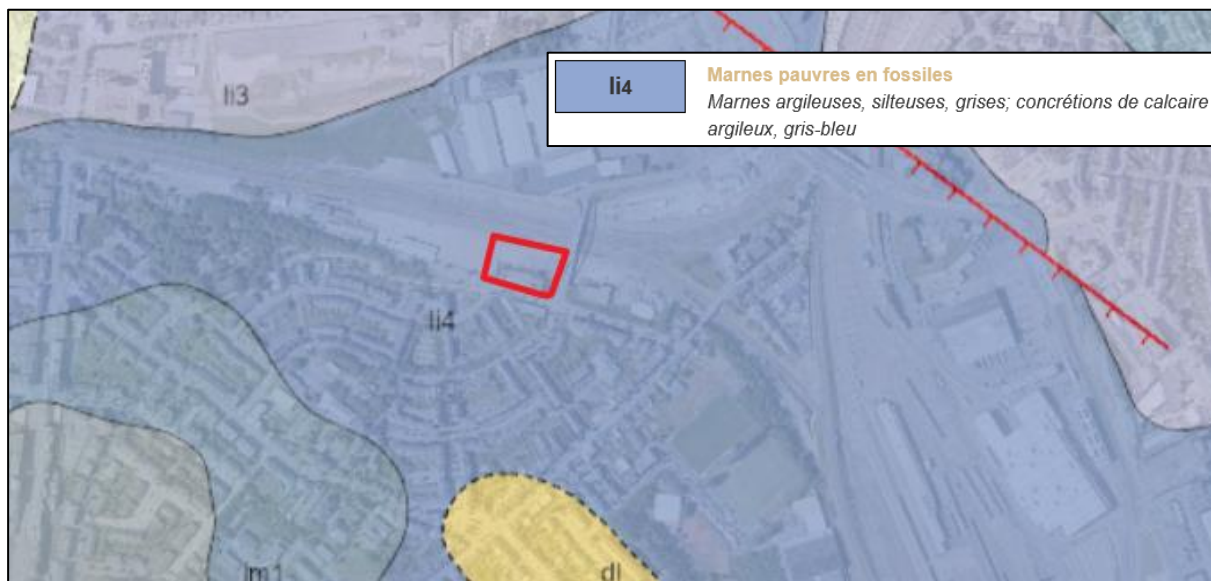 li3
li4
Marnes pauvres en fossiles
Marnes argileuses, silteuses, grises; concrétions de calcaire
argileux, gris-bleu
li4
lm1
dl